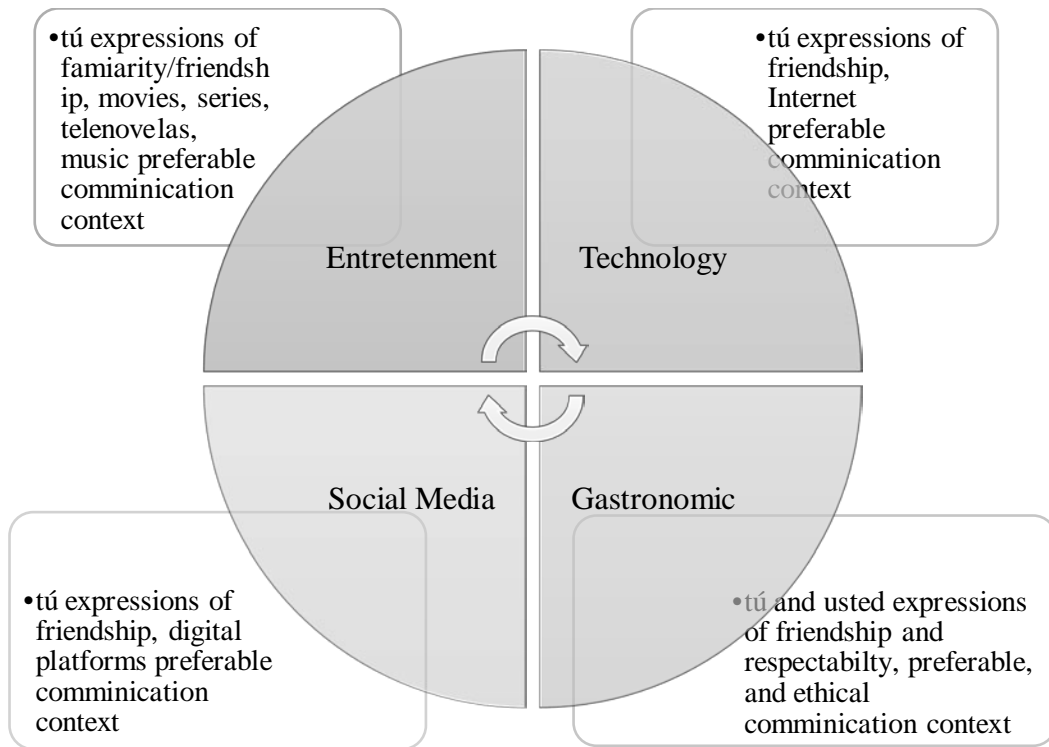 •tú expressions of
famiarity/friendsh
ip, movies, series,
telenovelas,
music preferable
comminication
context
•tú expressions of
friendship,
Internet
preferable
comminication
context
Entretenment
Technology
Social Media
Gastronomic
•tú expressions of
friendship, digital
platforms preferable
comminication
context
•tú and usted expressions
of friendship and
respectabilty, preferable,
and ethical
comminication context